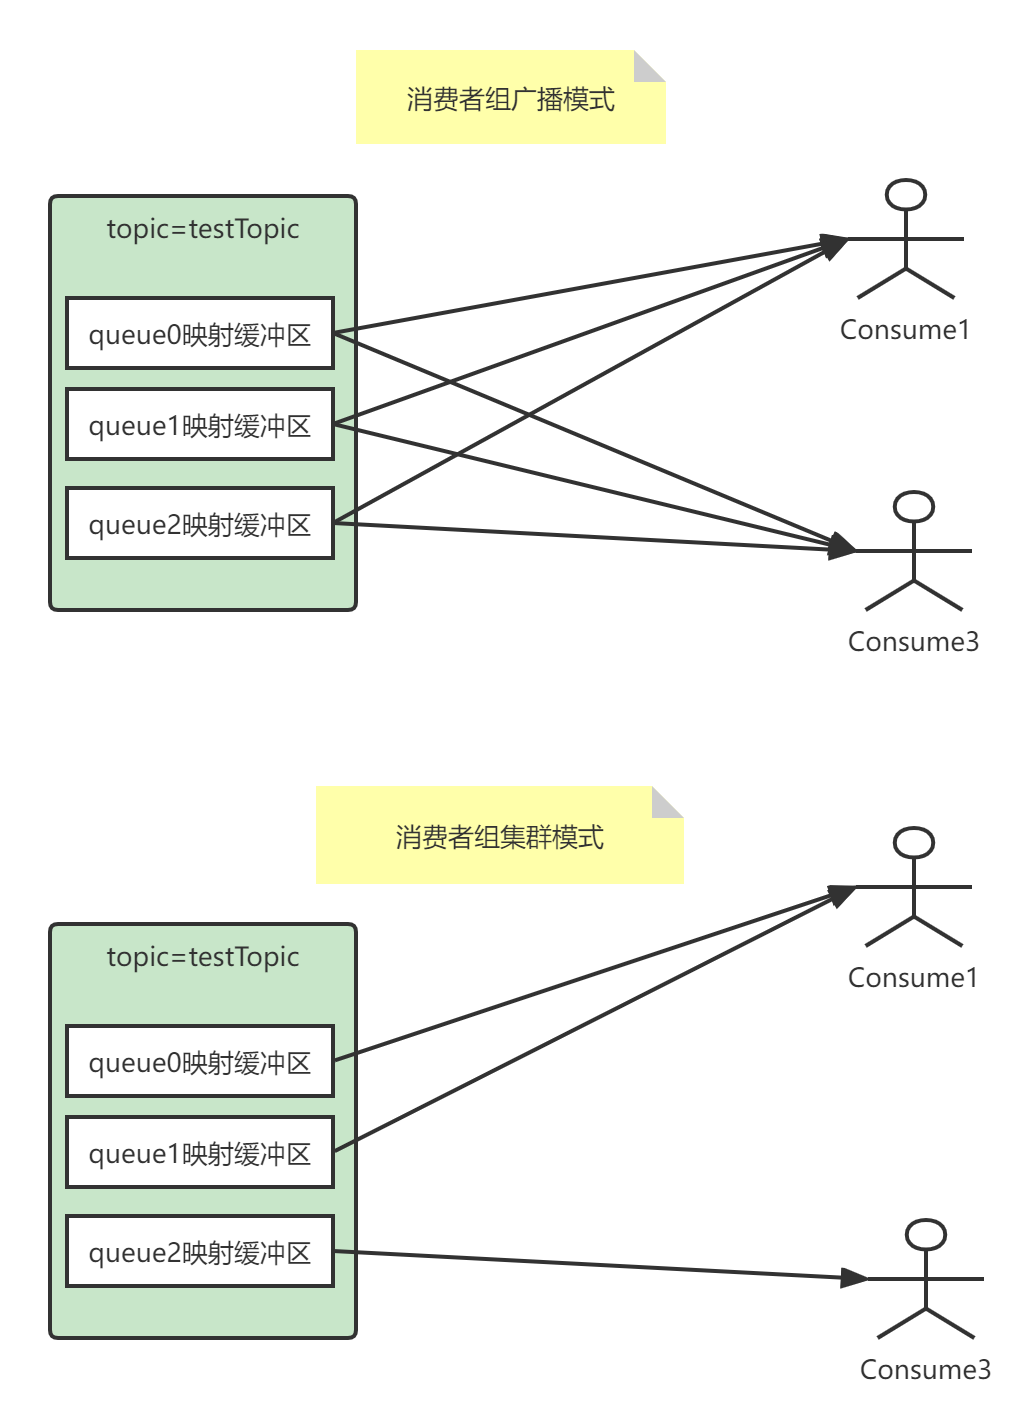 消费者组广播模式
topic=testTopic
queue0映射缓冲区
queue1映射缓冲区
queue2映射缓冲区
Consume1
Consume3
消费者组集群模式
topic=testTopic
queue0映射缓冲区
queue1映射缓冲区
queue2映射缓冲区
Consume1
Consume3